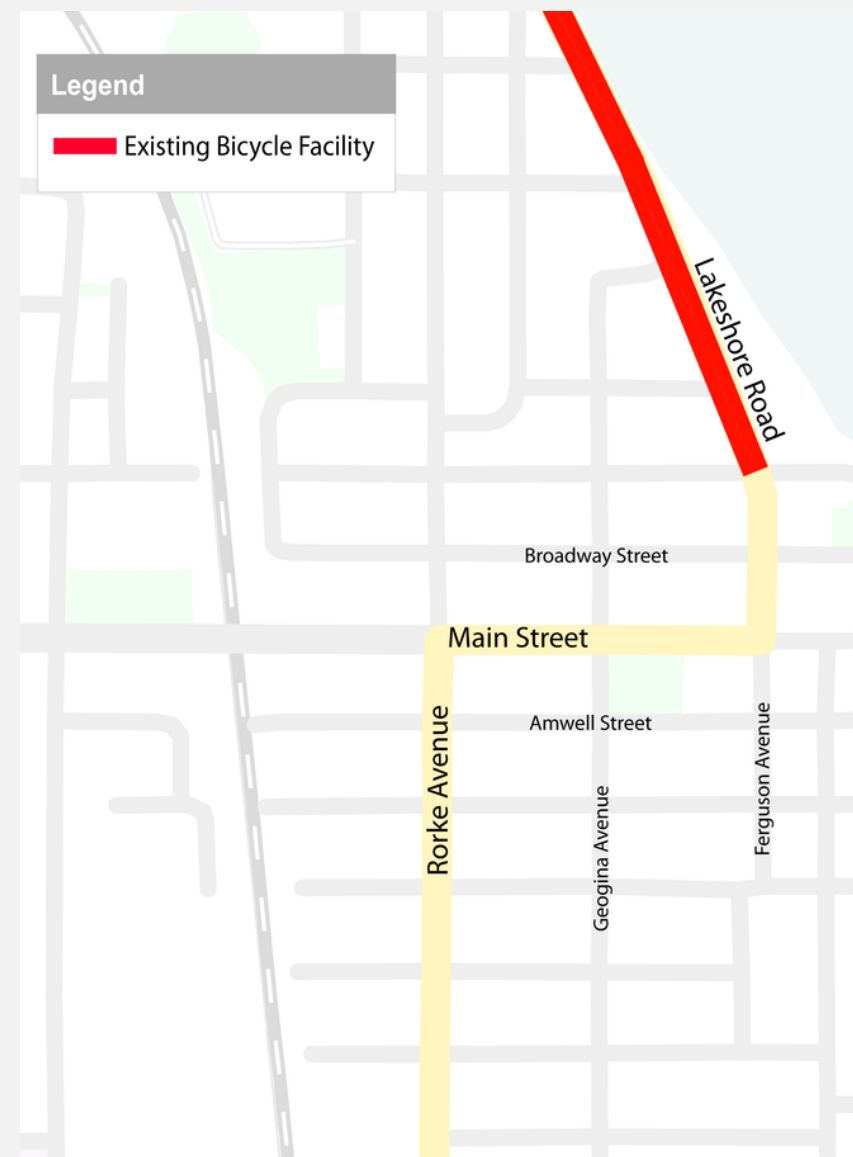 Legend
Existing Bicycle Facility
Lakeshore Road
Broadway Street
Main Street
Amwell Street
Rorke Avenue
Geogina Avenue
Ferguson Avenue